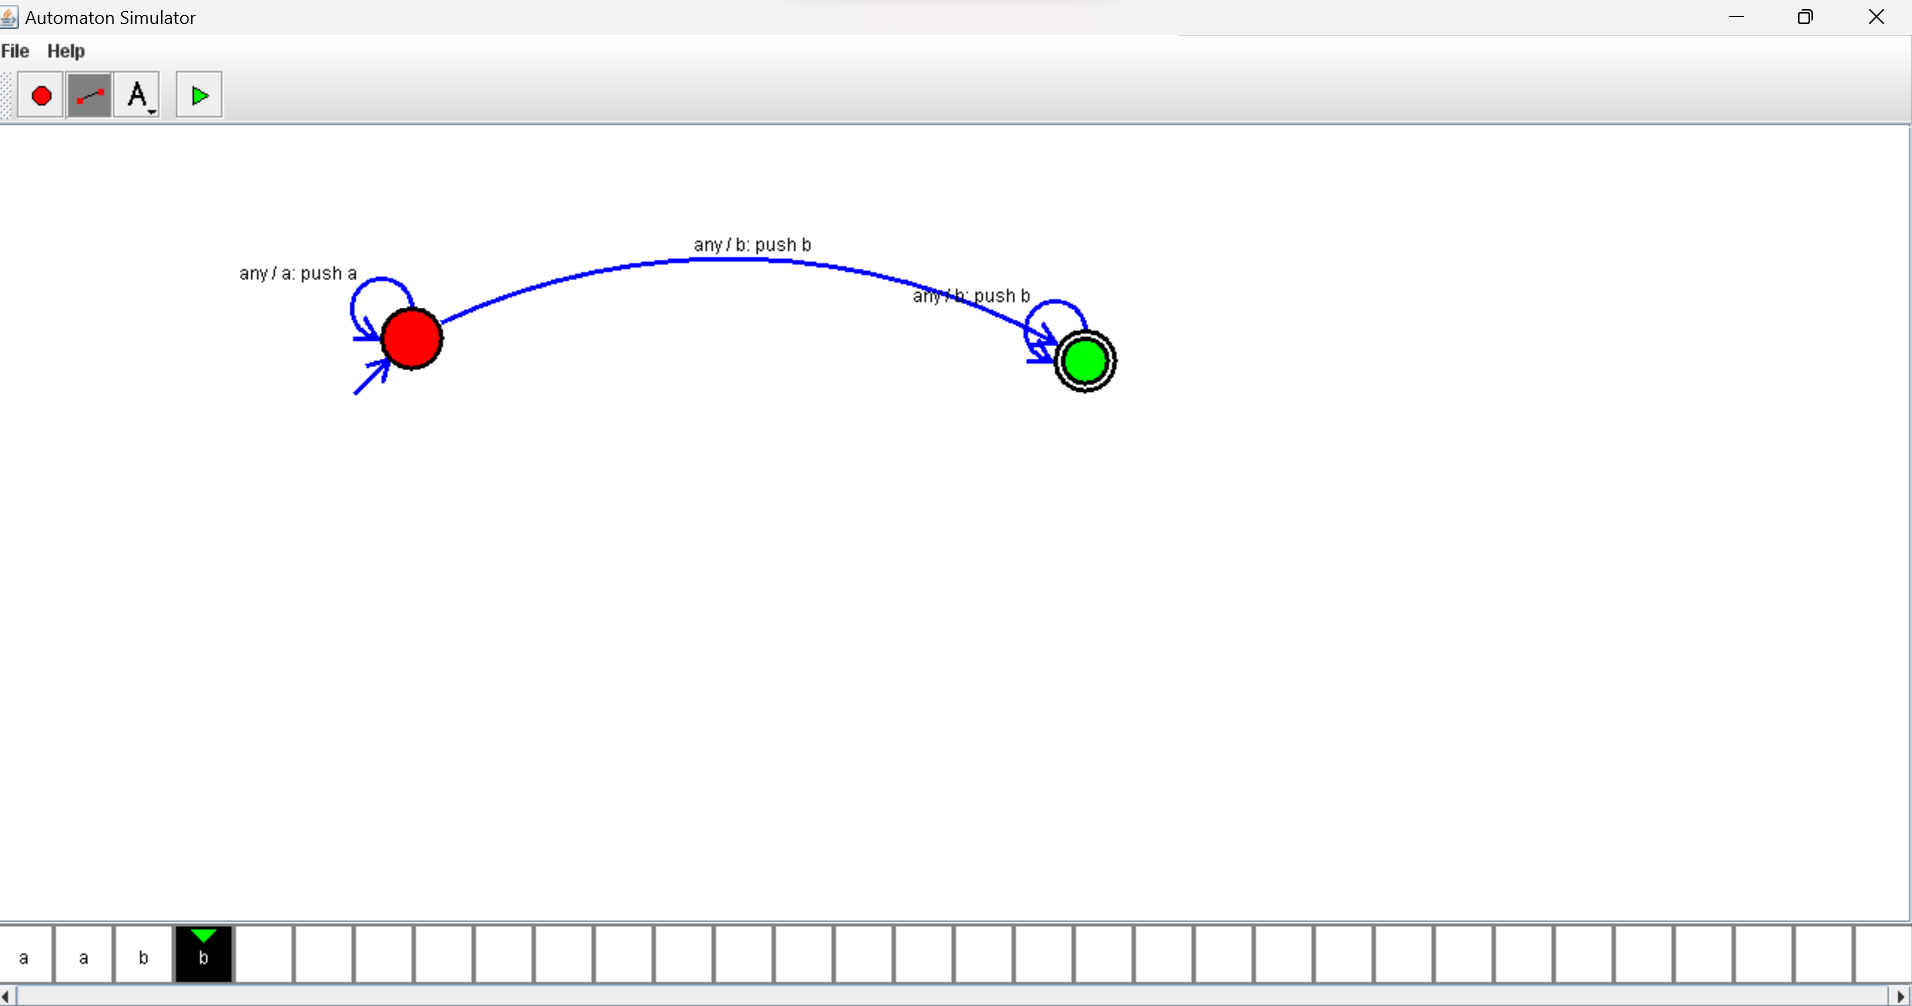 Automaton Simulator
File Help
A
any / b: push b
any / a: push a
any / b: push b
a a b b